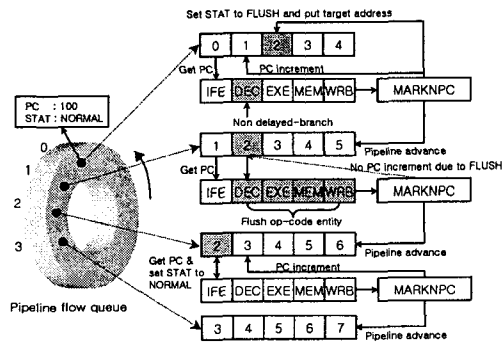 Set STAT to FLUSH and put target address
0 1 2 3 4
Get PC
PC increment
PC : 100
STAT : NORMAL
IFE DEC EXE MEM WRB
MARKNPC
Non delayed-branch
0
1
2
3
1 2 3 4 5
Pipeline advance
Get PC
No PC increment due to FLUSH
IFE DEC EXE MEM WRB
MARKNPC
Flush op-code entity
2 3 4 5 6
Pipeline advance
Get PC &
set STAT to
NORMAL
PC increment
IFE DEC EXE MEM WRB
MARKNPC
Pipeline flow queue
3 4 5 6 7
Pipeline advance